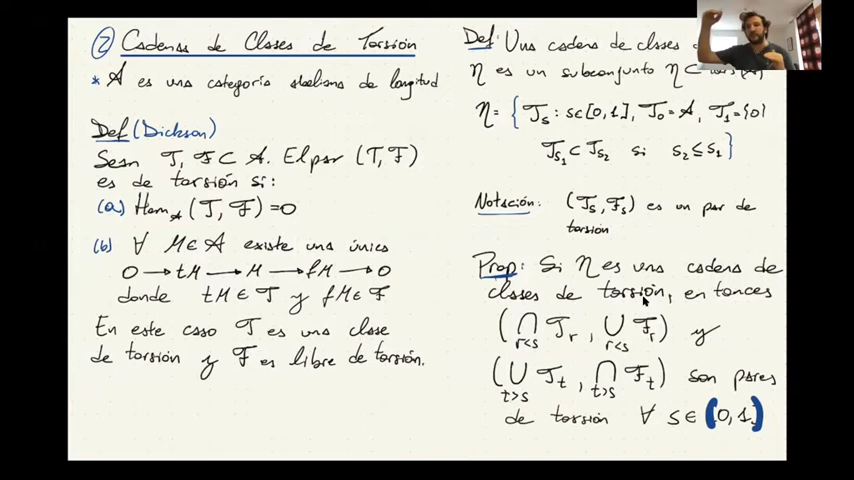 ② Cadenas de Clases de Torsión
* A es una categoría abeliana de longitud
Def (Dickson)
Sean T, F ⊂ A. El par (T, F)
es de torsión si:
(a) Hom_A (T, F) = 0
(b) ∀ M ∈ A existe una única
0 → tM → M → fM → 0
donde tM ∈ T y fM ∈ F
En este caso T es una clase
de torsión y F es libre de torsión.
Def: Una cadena de clases
η es un subconjunto η ⊂
η = { T_s : s ∈ [0,1], T_0 = A, T_1 = {0}
T_{s_1} ⊂ T_{s_2} si s_2 ≤ s_1 }
Notación: (T_s, F_s) es un par de
torsión
Prop: Si η es una cadena de
clases de torsión, entonces
(⋂_{r<s} T_r , ⋃_{r<s} F_r) y
(⋃_{t>s} T_t , ⋂_{t>s} F_t) son pares
de torsión ∀ s ∈ (0,1)